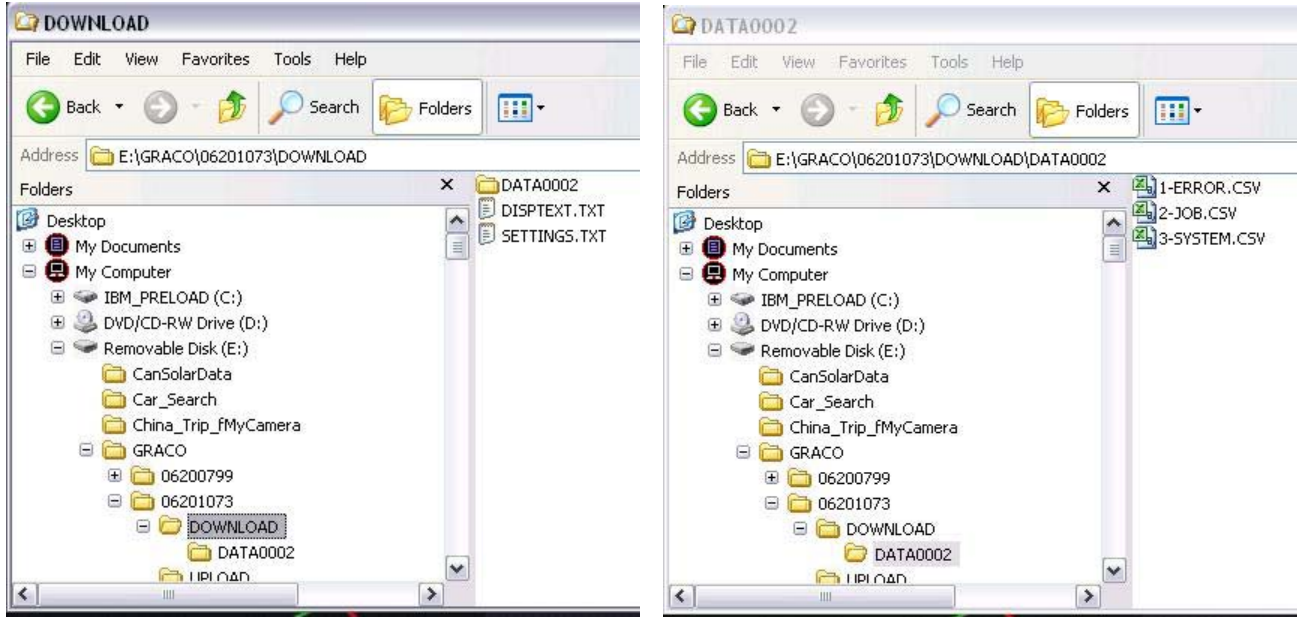 DOWNLOAD
File Edit View Favorites Tools Help
Back Search Folders
Address E:\GRACO\06201073\DOWNLOAD
Folders
Desktop
My Documents
My Computer
IBM_PRELOAD (C:)
DVD/CD-RW Drive (D:)
Removable Disk (E:)
CanSolarData
Car_Search
China_Trip_fMyCamera
GRACO
06200799
06201073
DOWNLOAD
DATA0002
UPLOAD
DATA0002
DISPTEXT.TXT
SETTINGS.TXT
DATA0002
File Edit View Favorites Tools Help
Back Search Folders
Address E:\GRACO\06201073\DOWNLOAD\DATA0002
Folders
Desktop
My Documents
My Computer
IBM_PRELOAD (C:)
DVD/CD-RW Drive (D:)
Removable Disk (E:)
CanSolarData
Car_Search
China_Trip_fMyCamera
GRACO
06200799
06201073
DOWNLOAD
DATA0002
UPLOAD
1-ERROR.CSV
2-JOB.CSV
3-SYSTEM.CSV